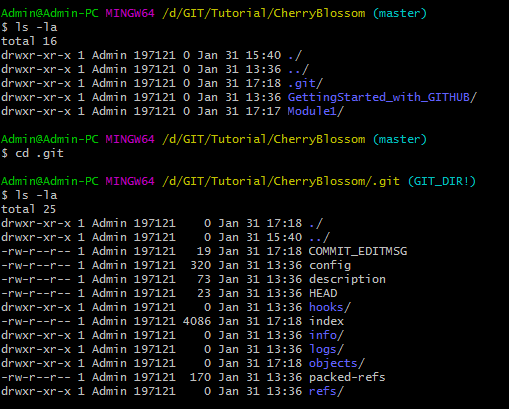 Admin@Admin-PC MINGW64 /d/GIT/Tutorial/CherryBlossom (master)
$ ls -la
total 16
drwxr-xr-x 1 Admin 197121 0 Jan 31 15:40 ./
drwxr-xr-x 1 Admin 197121 0 Jan 31 13:36 ../
drwxr-xr-x 1 Admin 197121 0 Jan 31 17:18 .git/
drwxr-xr-x 1 Admin 197121 0 Jan 31 13:36 GettingStarted_with_GITHUB/
drwxr-xr-x 1 Admin 197121 0 Jan 31 17:17 Module1/
Admin@Admin-PC MINGW64 /d/GIT/Tutorial/CherryBlossom (master)
$ cd .git
Admin@Admin-PC MINGW64 /d/GIT/Tutorial/CherryBlossom/.git (GIT_DIR!)
$ ls -la
total 25
drwxr-xr-x 1 Admin 197121    0 Jan 31 17:18 ./
drwxr-xr-x 1 Admin 197121    0 Jan 31 15:40 ../
-rw-r--r-- 1 Admin 197121   19 Jan 31 17:18 COMMIT_EDITMSG
-rw-r--r-- 1 Admin 197121  320 Jan 31 13:36 config
-rw-r--r-- 1 Admin 197121   73 Jan 31 13:36 description
-rw-r--r-- 1 Admin 197121   23 Jan 31 13:36 HEAD
drwxr-xr-x 1 Admin 197121    0 Jan 31 13:36 hooks/
-rw-r--r-- 1 Admin 197121 4086 Jan 31 17:18 index
drwxr-xr-x 1 Admin 197121    0 Jan 31 13:36 info/
drwxr-xr-x 1 Admin 197121    0 Jan 31 13:36 logs/
drwxr-xr-x 1 Admin 197121    0 Jan 31 17:18 objects/
-rw-r--r-- 1 Admin 197121  170 Jan 31 13:36 packed-refs
drwxr-xr-x 1 Admin 197121    0 Jan 31 13:36 refs/